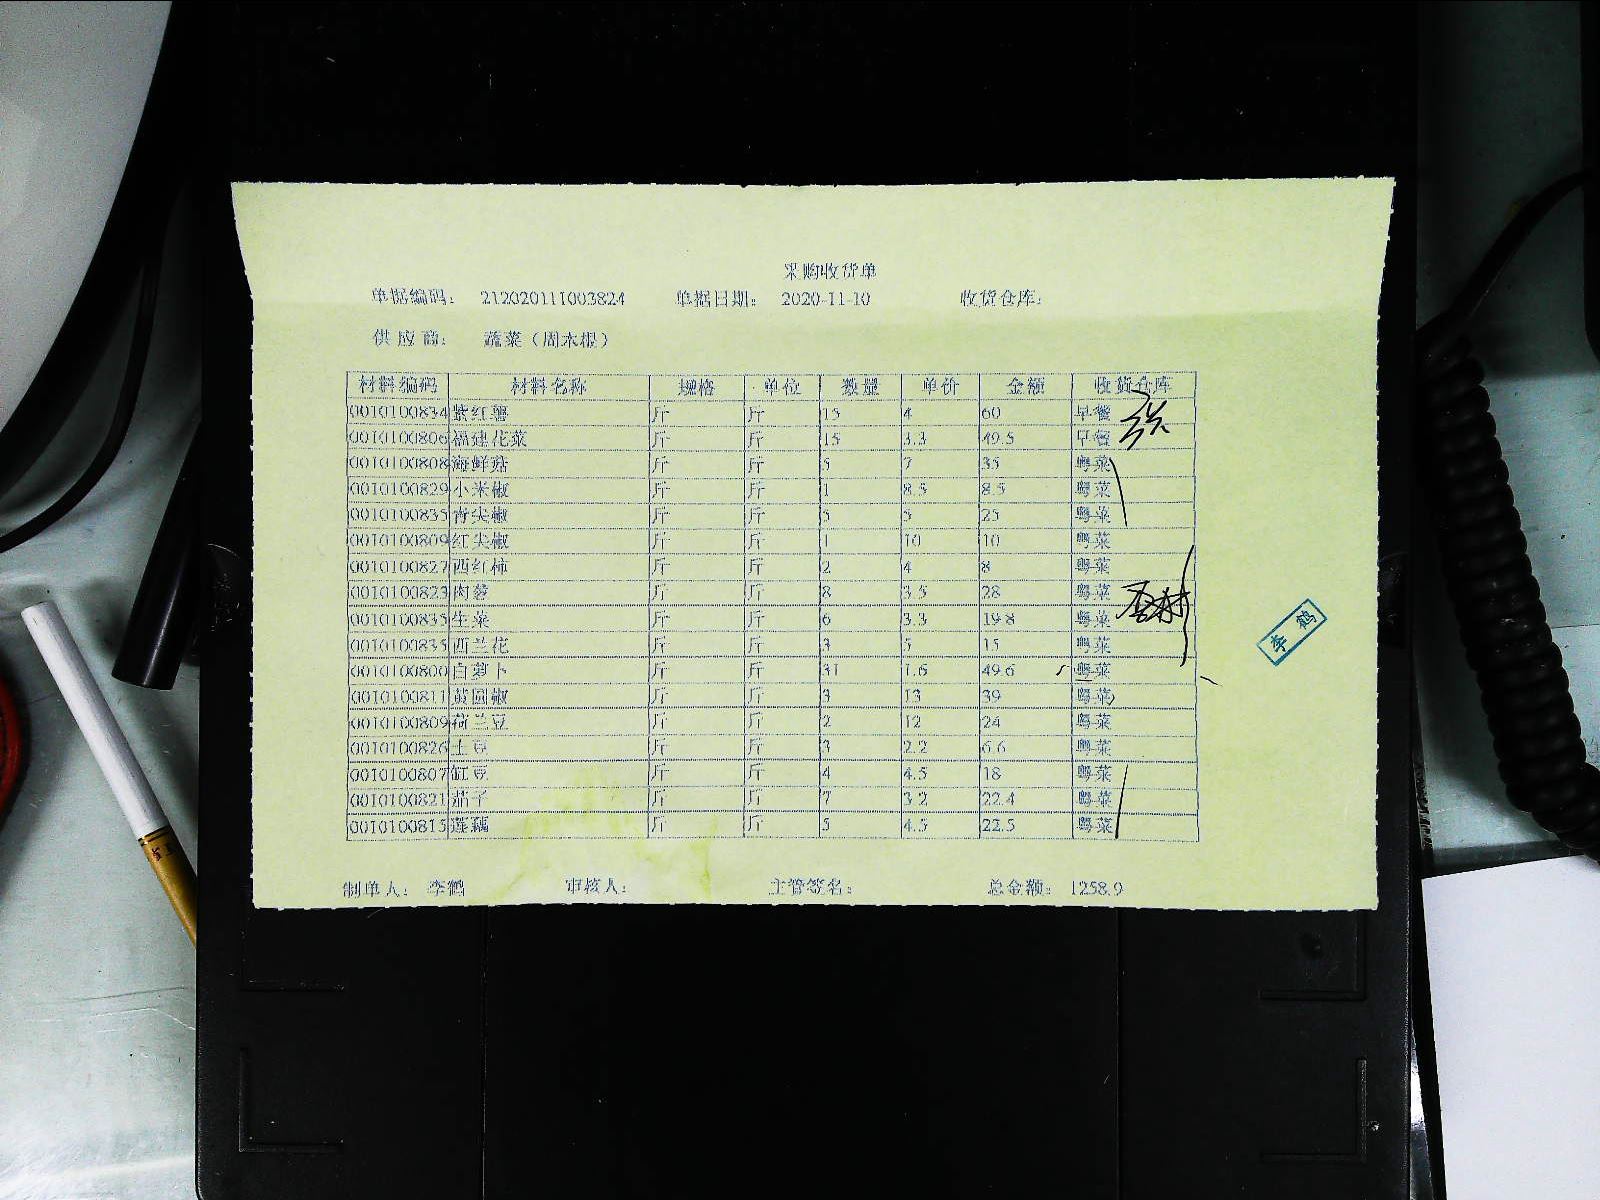 采购收货单
单据编码： 212020111003824 单据日期： 2020-11-10 收货仓库：
供应商： 蔬菜（周木根）
材料编码 材料名称 规格 单位 数量 单价 金额 收货仓库
0010100834 紫红薯 斤 斤 15 4 60 早餐
0010100806 福建花菜 斤 斤 15 3.3 49.5 早餐
0010100808 海鲜菇 斤 斤 5 7 35 粤菜
0010100829 小米椒 斤 斤 1 8.5 8.5 粤菜
0010100835 青尖椒 斤 斤 5 5 25 粤菜
0010100809 红尖椒 斤 斤 1 10 10 粤菜
0010100827 西红柿 斤 斤 2 4 8 粤菜
0010100823 肉 斤 斤 8 3.5 28 粤菜
0010100835 生菜 斤 斤 6 3.3 19.8 粤菜
0010100835 西兰花 斤 斤 3 5 15 粤菜
0010100800 白萝卜 斤 斤 31 1.6 49.6 粤菜
0010100811 黄圆椒 斤 斤 3 13 39 粤菜
0010100809 荷兰豆 斤 斤 2 12 24 粤菜
0010100826 土豆 斤 斤 3 2.2 6.6 粤菜
0010100807 豇豆 斤 斤 4 4.5 18 粤菜
0010100821 茄子 斤 斤 7 3.2 22.4 粤菜
0010100815 莲藕 斤 斤 5 4.5 22.5 粤菜
李鹤
制单人： 李鹤 审核人： 主管签名： 总金额： 1258.9